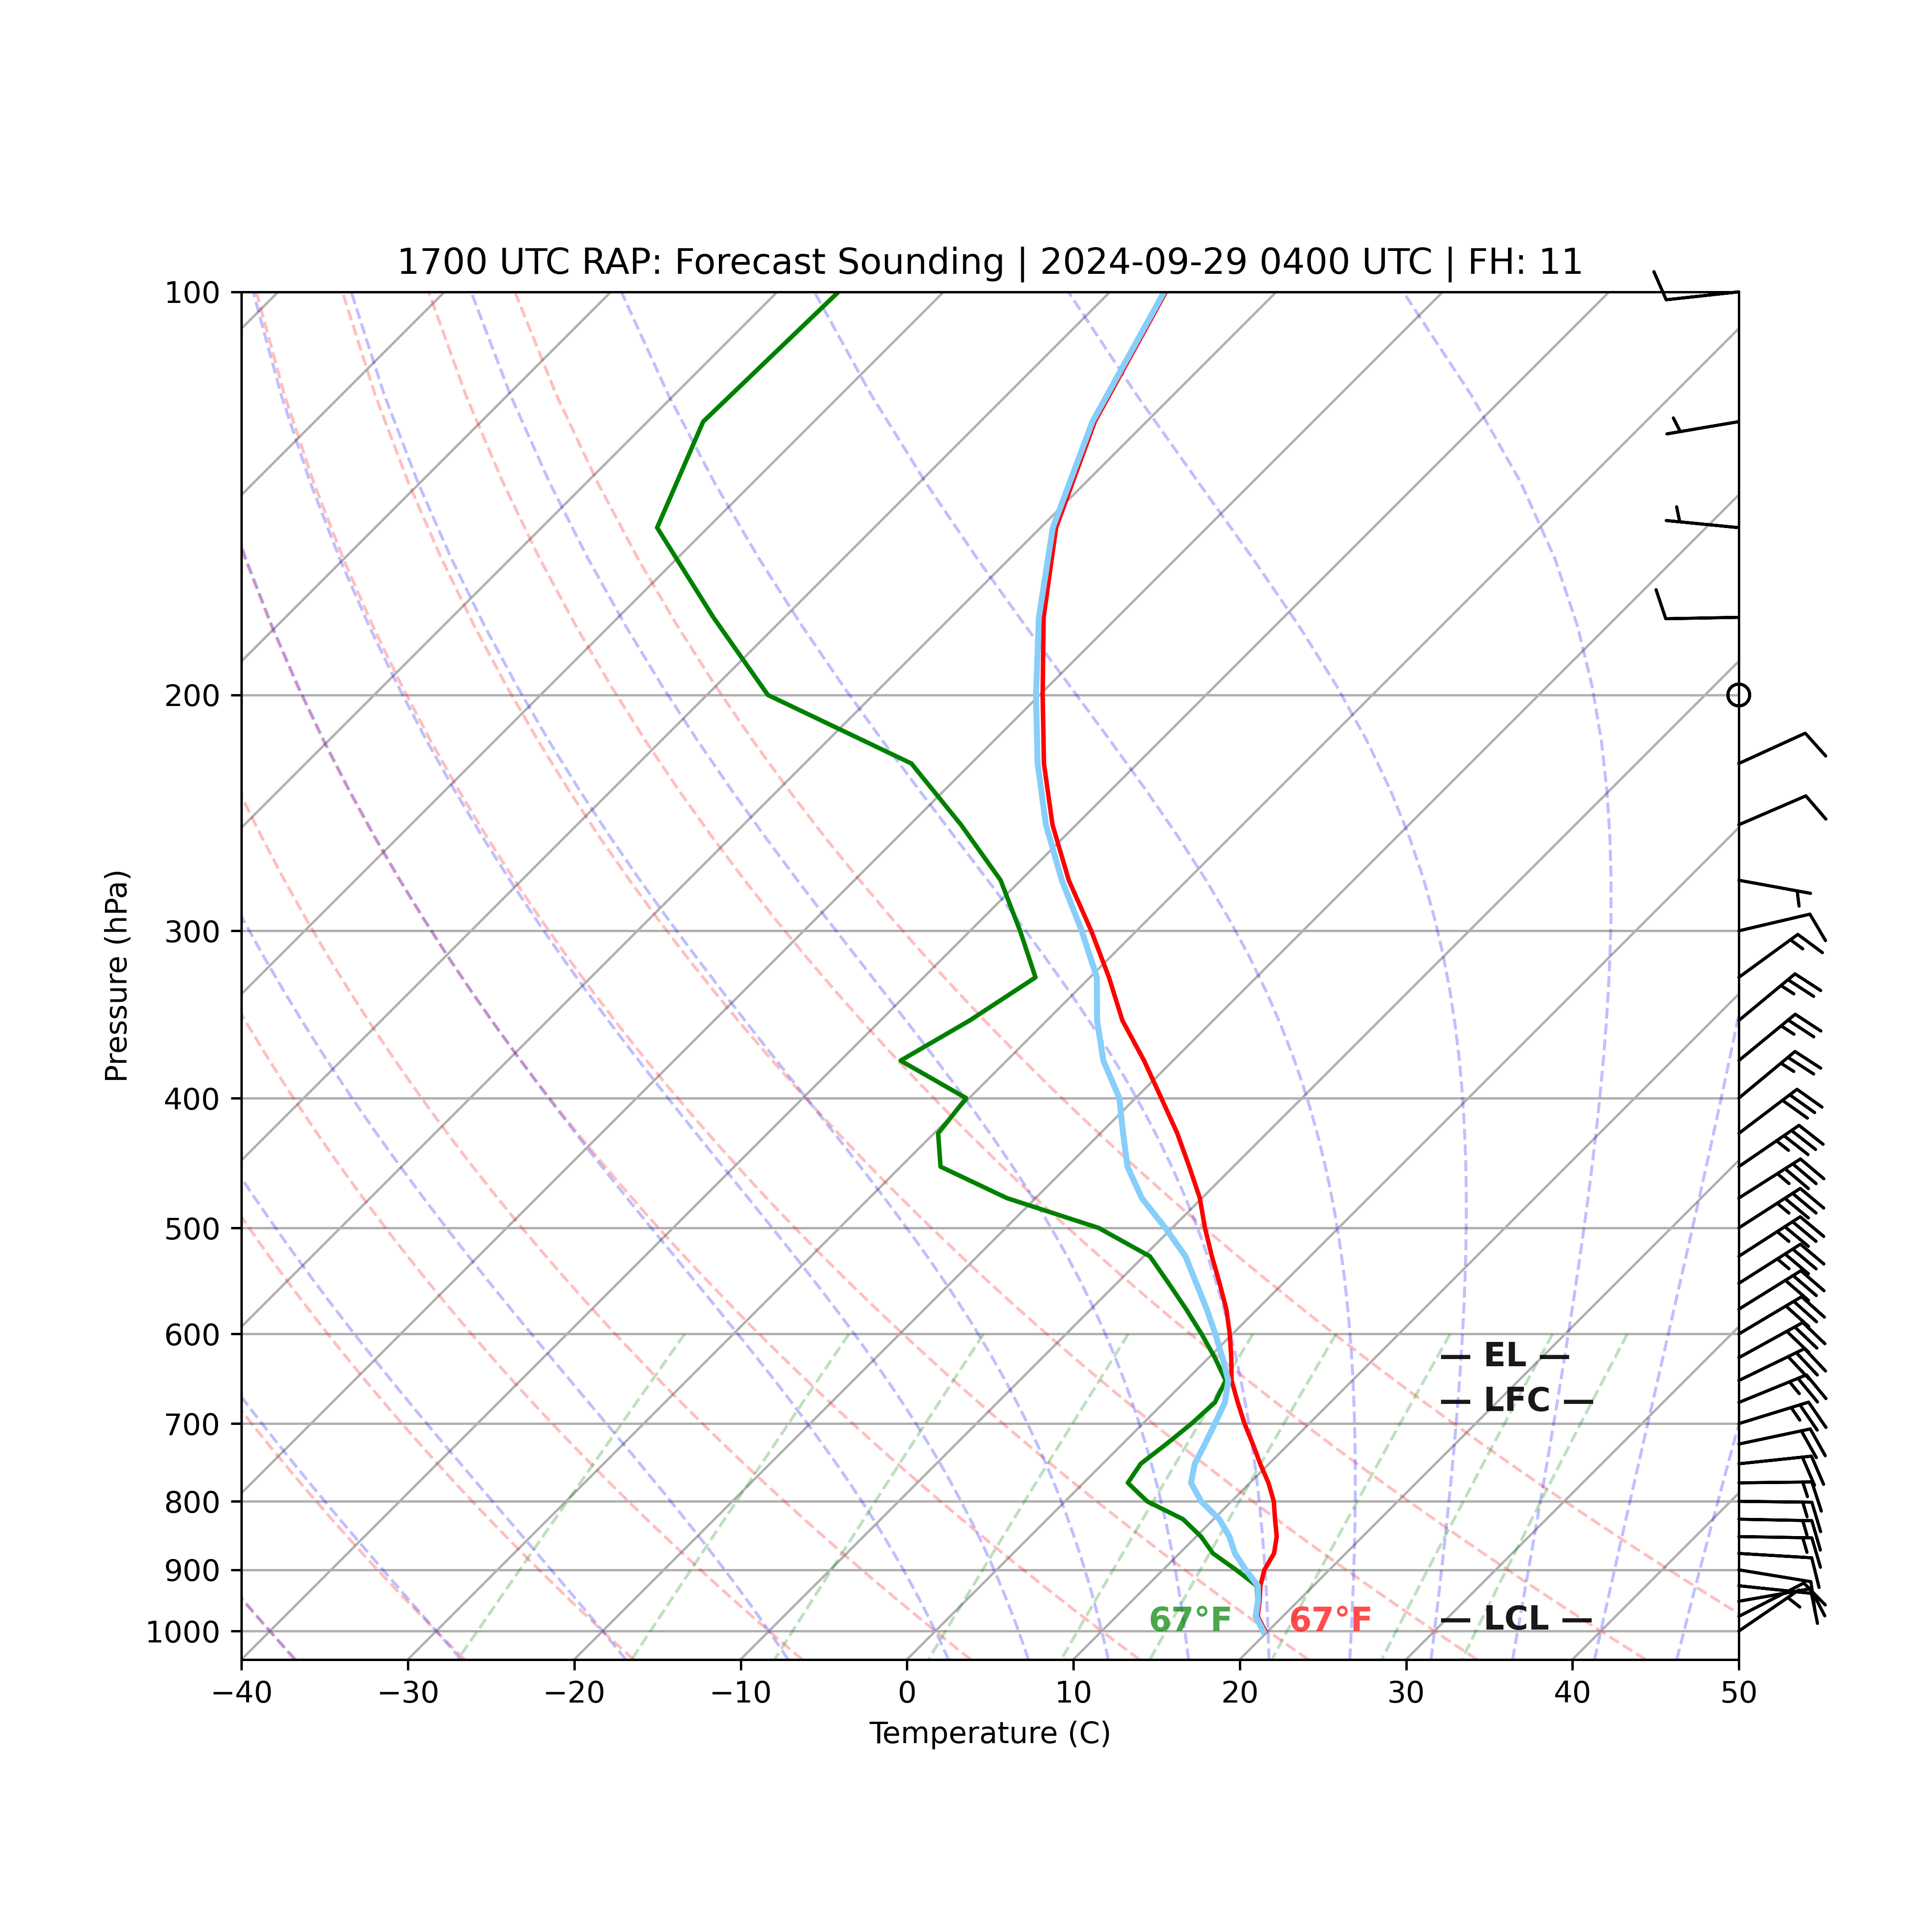 1700 UTC RAP: Forecast Sounding | 2024-09-29 0400 UTC | FH: 11
100
200
300
400
500
600
700
800
900
1000
Pressure (hPa)
— EL —
— LFC —
— LCL —
67°F 67°F
−40 −30 −20 −10 0 10 20 30 40 50
Temperature (C)